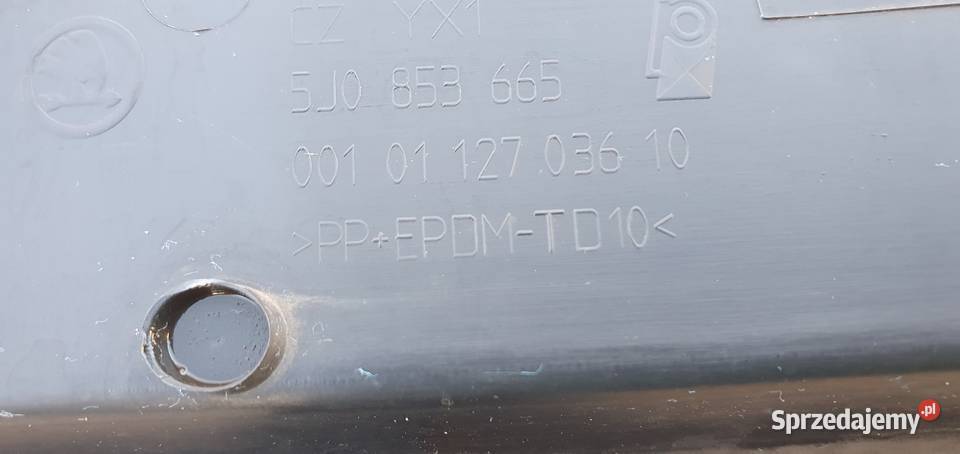 CZ YX1
5J0 853 665
001 01 127 036 10
>PP+EPDM-TD10<
Sprzedajemy.pl